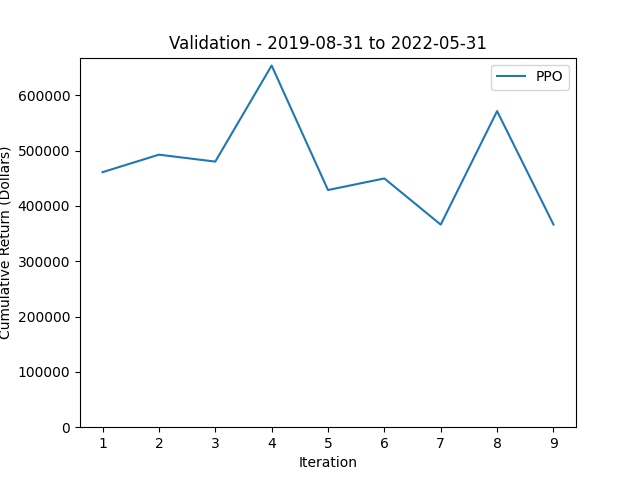 Validation - 2019-08-31 to 2022-05-31
PPO
Cumulative Return (Dollars)
600000
500000
400000
300000
200000
100000
0
1 2 3 4 5 6 7 8 9
Iteration